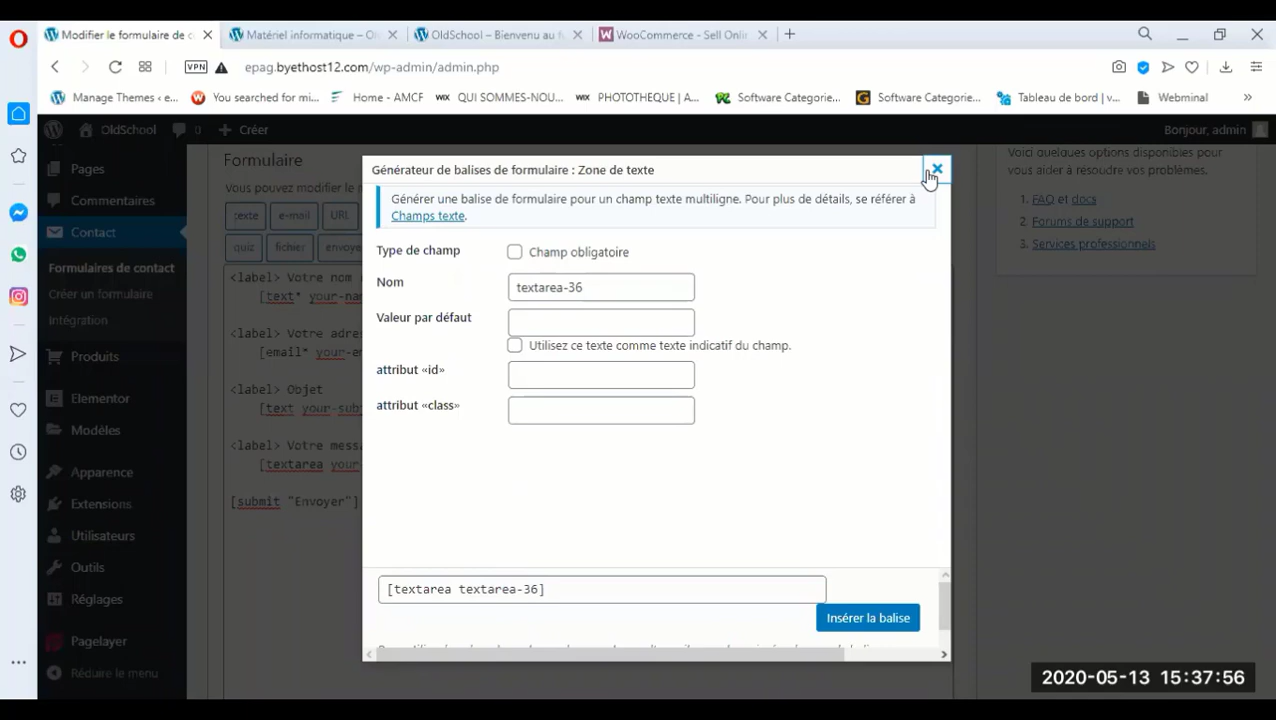 Modifier le formulaire de c
Matériel informatique – O
OldSchool – Bienvenu au f
WooCommerce - Sell Onli
VPN
epag.byethost12.com/wp-admin/admin.php
Manage Themes ‹ e...
You searched for mi...
Home - AMCF
WIX QUI SOMMES-NOU...
WIX PHOTOTHEQUE | A...
Software Categorie...
G Software Categorie...
Tableau de bord | v...
Webminal
»
OldSchool
0
Créer
Bonjour, admin
Pages
Commentaires
Contact
Formulaires de contact
Créer un formulaire
Intégration
Produits
Elementor
Modèles
Apparence
Extensions
Utilisateurs
Outils
Réglages
Pagelayer
Réduire le menu
Formulaire
Vous pouvez modifier le
texte
e-mail
URL
quiz
fichier
<label> Votre nom
[text* your-na
<label> Votre adre
[email* your-e
<label> Objet
[text your-sub
<label> Votre mess
[textarea your
[submit "Envoyer"]
Générateur de balises de formulaire : Zone de texte
Générer une balise de formulaire pour un champ texte multiligne. Pour plus de détails, se référer à
Champs texte.
Type de champ
Champ obligatoire
Nom
textarea-36
Valeur par défaut
Utilisez ce texte comme texte indicatif du champ.
attribut «id»
attribut «class»
[textarea textarea-36]
Insérer la balise
Voici quelques options disponibles pour
vous aider à résoudre vos problèmes.
1. FAQ et docs
2. Forums de support
3. Services professionnels
2020-05-13 15:37:56